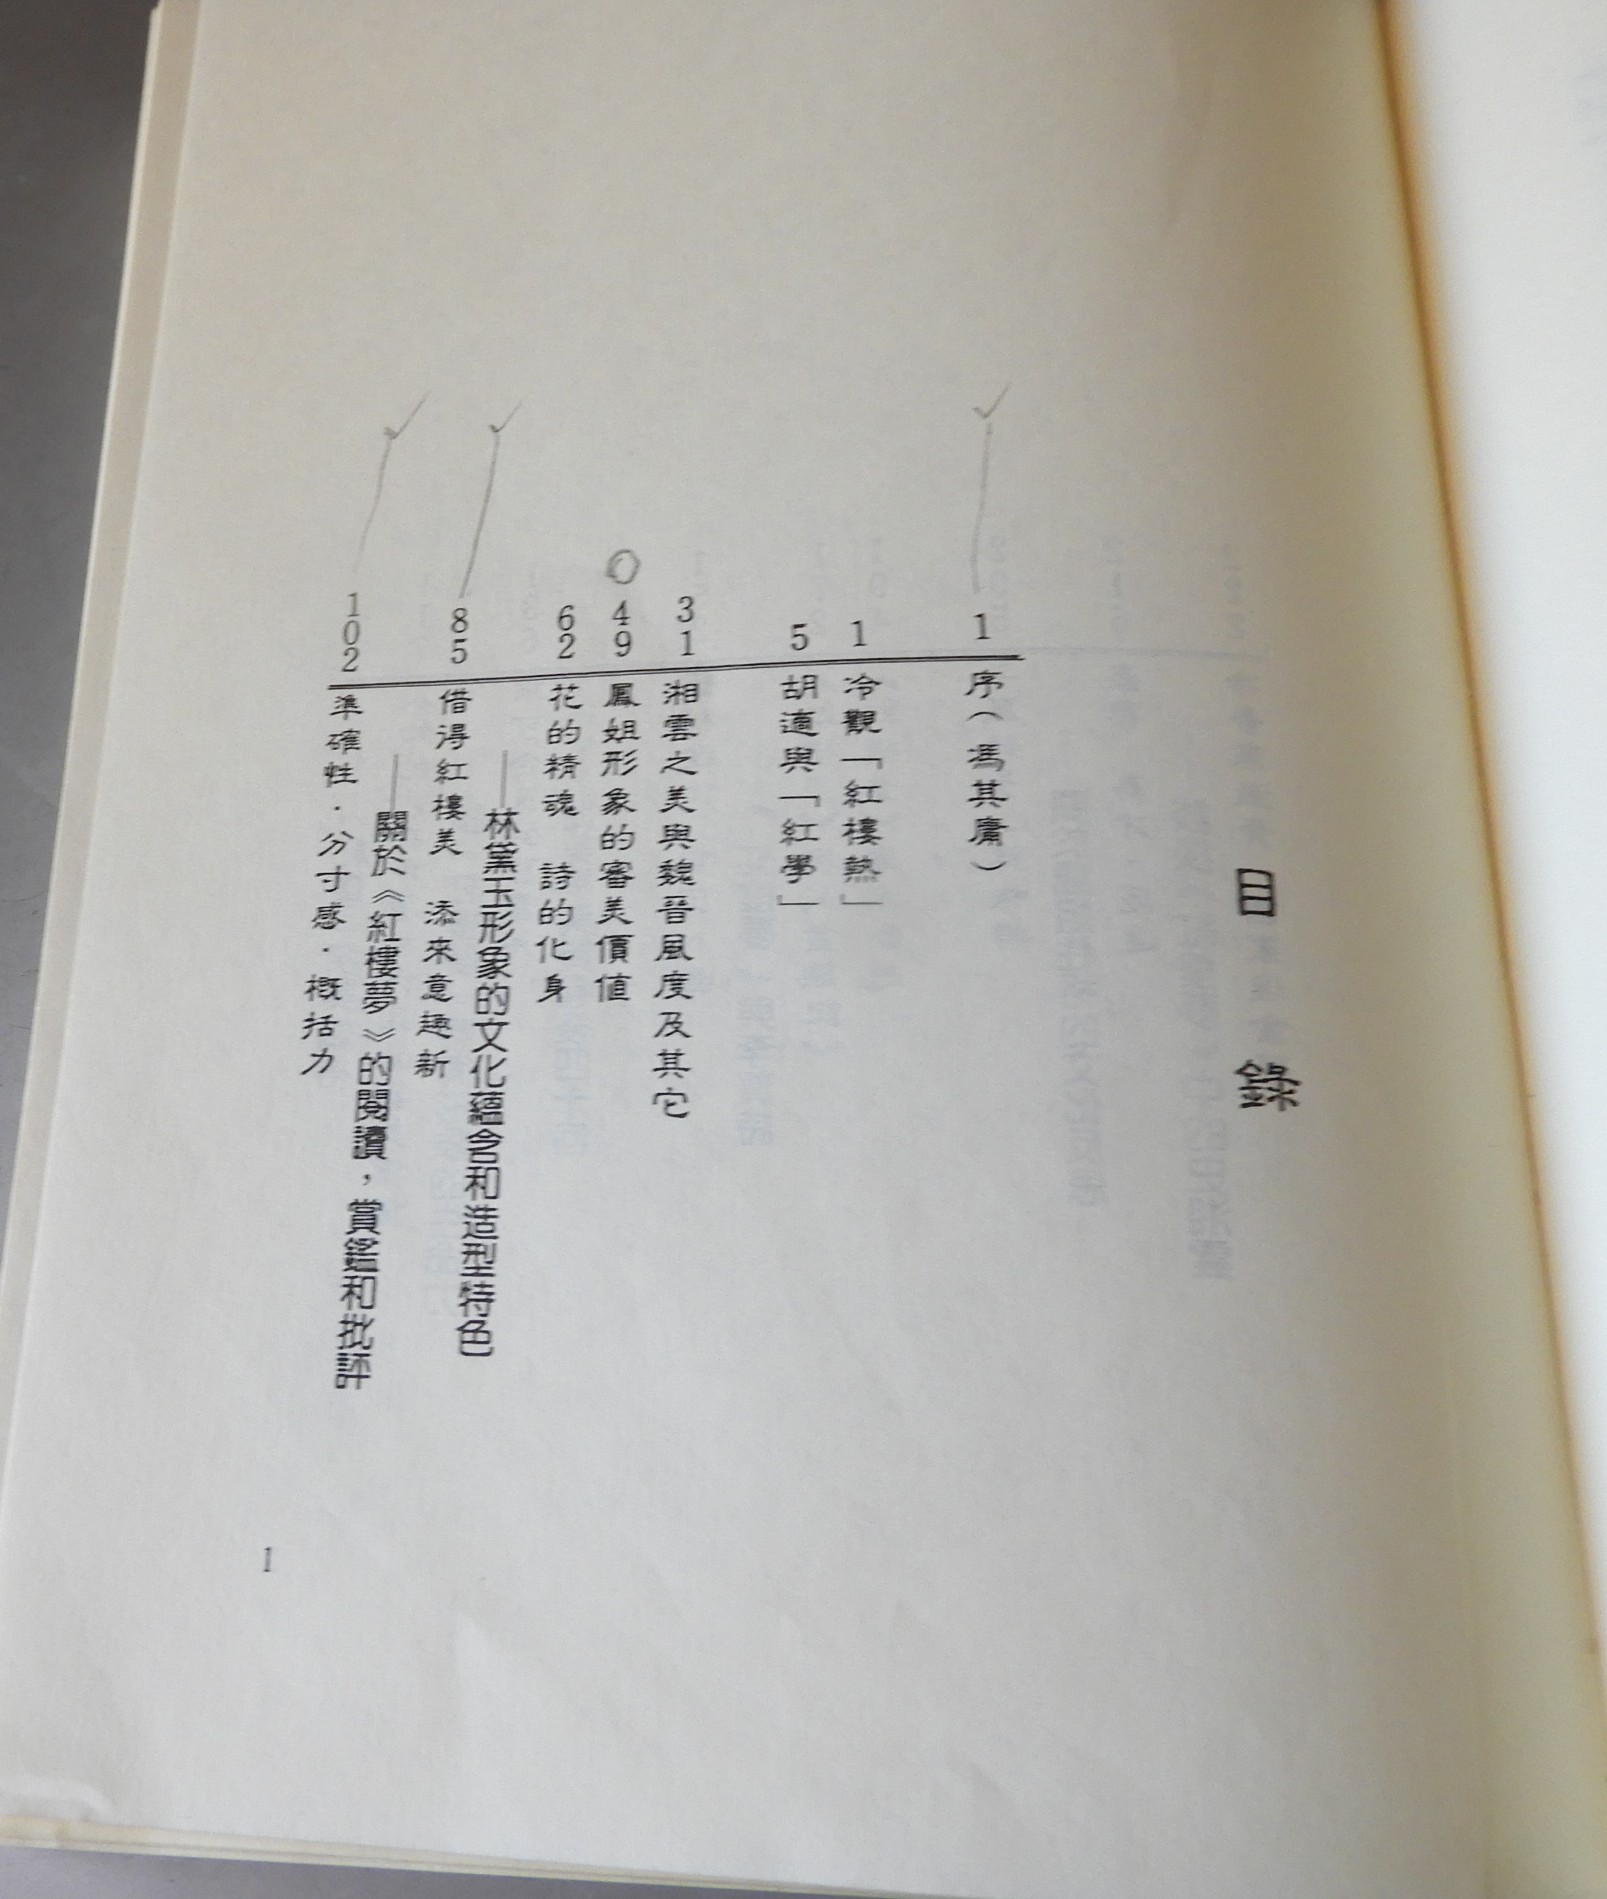 目錄
1 序（馮其庸）
1 冷觀「紅樓熱」
5 胡適與「紅學」
31 湘雲之美與魏晉風度及其它
49 鳳姐形象的審美價值
62 花的精魂　詩的化身
——林黛玉形象的文化蘊含和造型特色
85 借得紅樓美　添來意趣新
——關於《紅樓夢》的閱讀，賞鑑和批評
102 準確性·分寸感·概括力
1